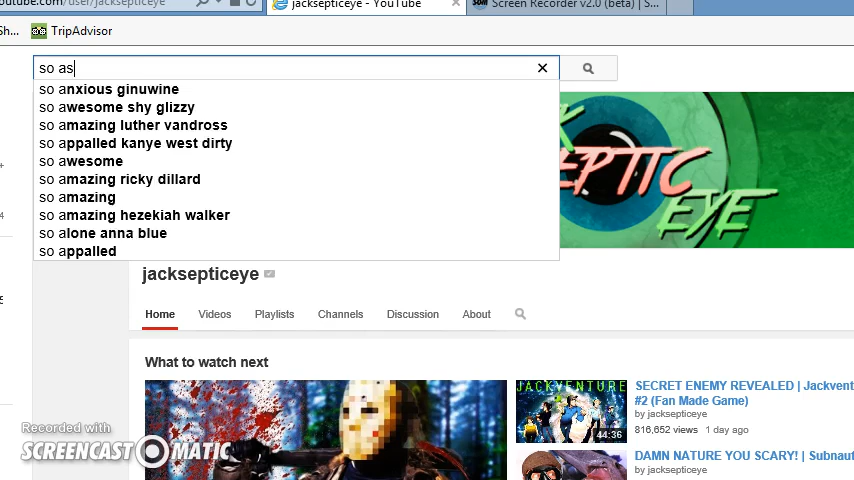 youtube.com/user/jacksepticeye
jacksepticeye - YouTube
Screen Recorder v2.0 (beta) | S...
Sh...
TripAdvisor
so as
so anxious ginuwine
so awesome shy glizzy
so amazing luther vandross
so appalled kanye west dirty
so awesome
so amazing ricky dillard
so amazing
so amazing hezekiah walker
so alone anna blue
so appalled
SEPTIC
EYE
jacksepticeye
Home
Videos
Playlists
Channels
Discussion
About
What to watch next
JACKVENTURE
44:36
SECRET ENEMY REVEALED | Jackvent
#2 (Fan Made Game)
by jacksepticeye
816,652 views 1 day ago
DAMN NATURE YOU SCARY! | Subnaut
by jacksepticeye
Recorded with
SCREENCAST O MATIC